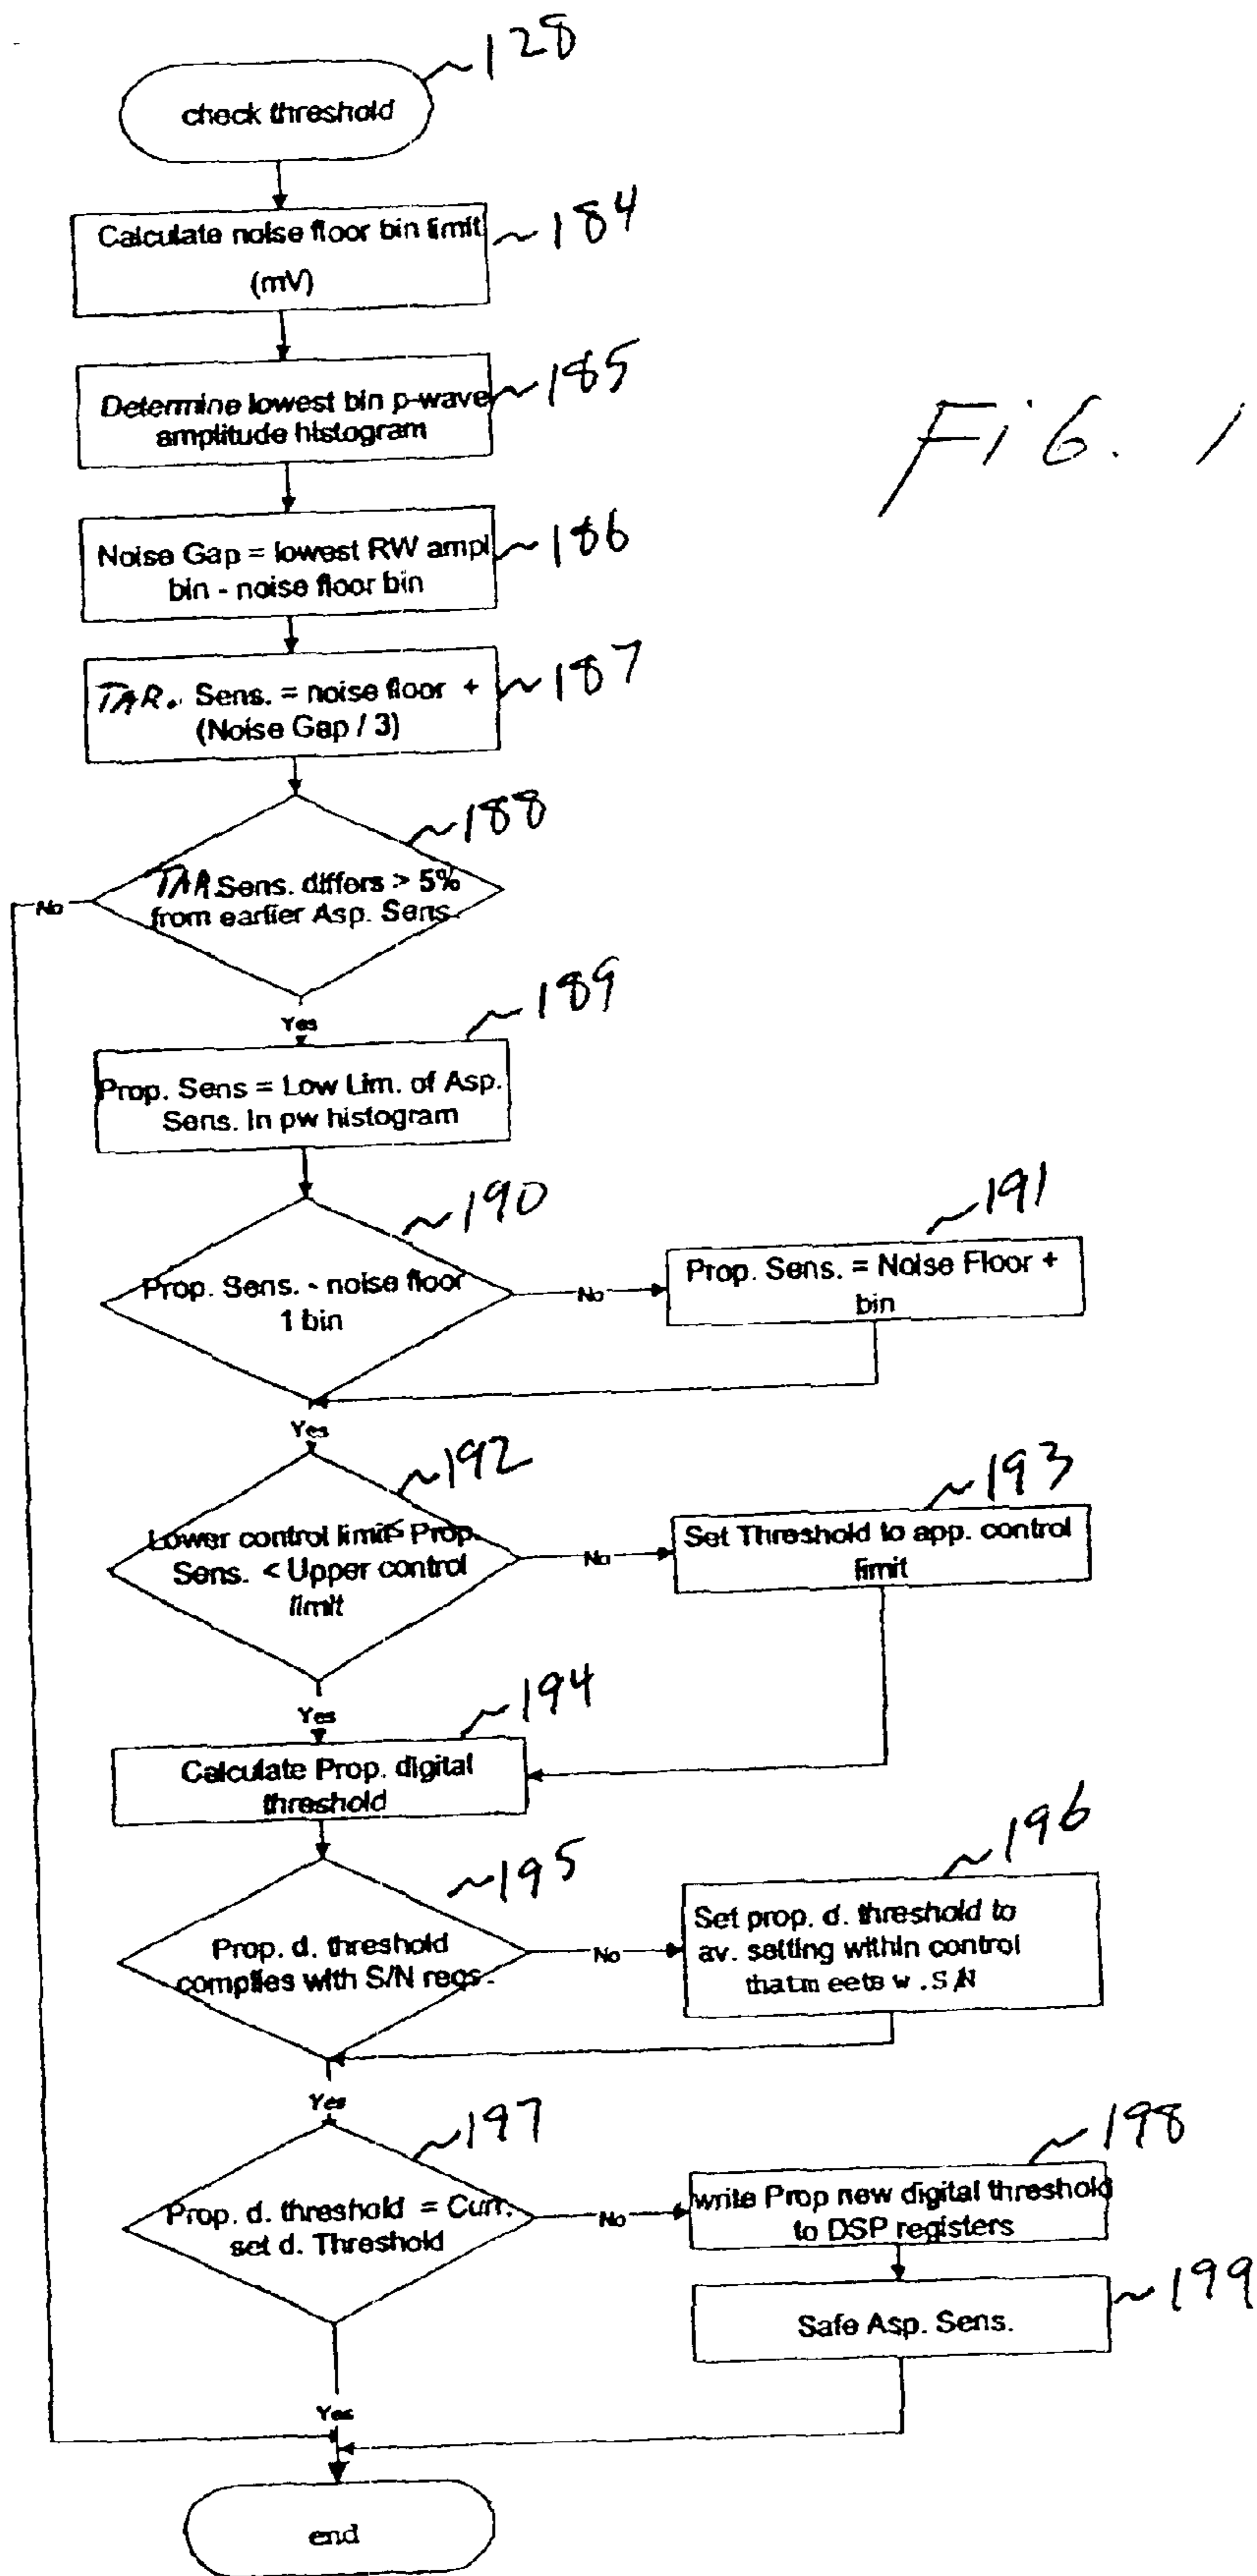 ~128
check threshold
Calculate noise floor bin limit
(mV)
~184
Determine lowest bin p-wave
amplitude histogram
~185
Fig. 1
Noise Gap = lowest RW ampl
bin - noise floor bin
~186
TAR. Sens. = noise floor +
(Noise Gap / 3)
~187
~188
TAR Sens. differs > 5%
from earlier Asp. Sens.
No
Yes
~189
Prop. Sens = Low Lim. of Asp.
Sens. In pw histogram
~190
Prop. Sens. - noise floor
1 bin
No
~191
Prop. Sens. = Noise Floor +
bin
Yes
~192
Lower control limit< Prop.
Sens. < Upper control
limit
No
~193
Set Threshold to app. control
limit
Yes
~194
Calculate Prop. digital
threshold
~195
Prop. d. threshold
complies with S/N reqs.
No
~196
Set prop. d. threshold to
av. setting within control
that meets w. S/N
Yes
~197
Prop. d. threshold = Curr.
set d. Threshold
No
~198
write Prop new digital threshold
to DSP registers
~199
Safe Asp. Sens.
Yes
end